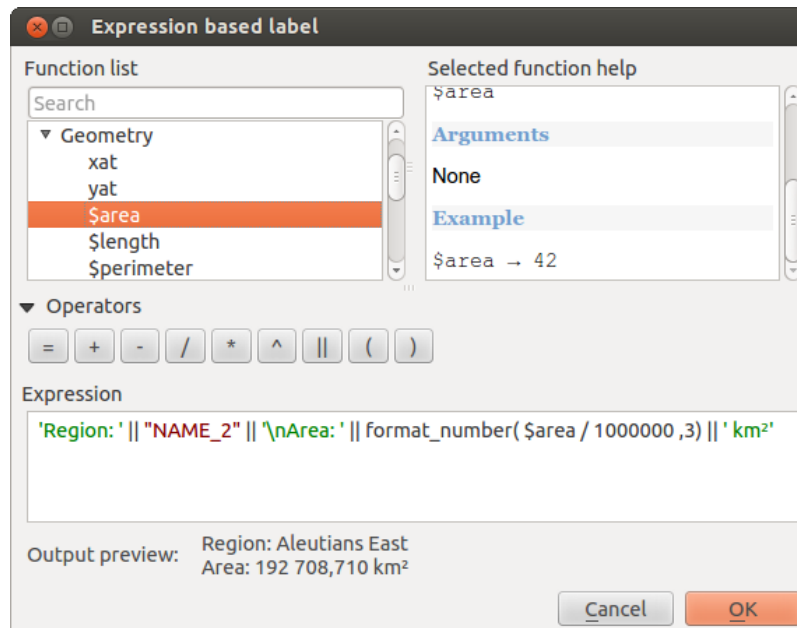 Expression based label
Function list
Search
Geometry
xat
yat
$area
$length
$perimeter
Selected function help
$area
Arguments
None
Example
$area → 42
Operators
= + - / * ^ || ( )
Expression
'Region: ' || "NAME_2" || '\nArea: ' || format_number( $area / 1000000 ,3) || ' km²'
Output preview: Region: Aleutians East
Area: 192 708,710 km²
Cancel OK